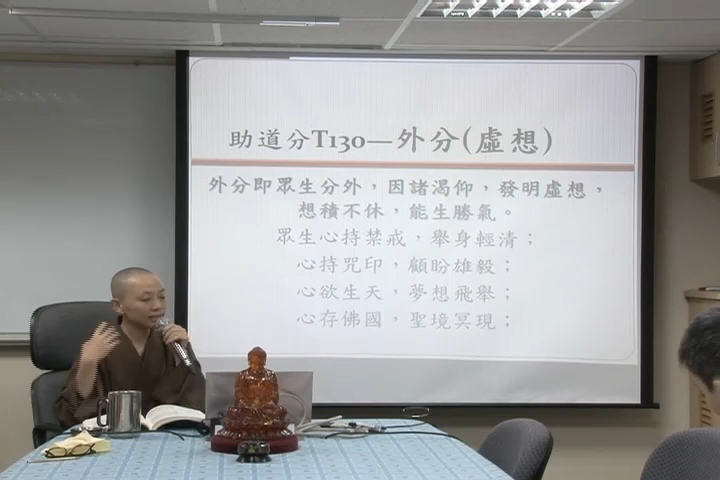 助道分T130—外分(虛想)
外分即眾生分外，因諸渴仰，發明虛想，
想積不休，能生勝氣。
眾生心持禁戒，舉身輕清；
心持咒印，顧盼雄毅；
心欲生天，夢想飛舉；
心存佛國，聖境冥現；